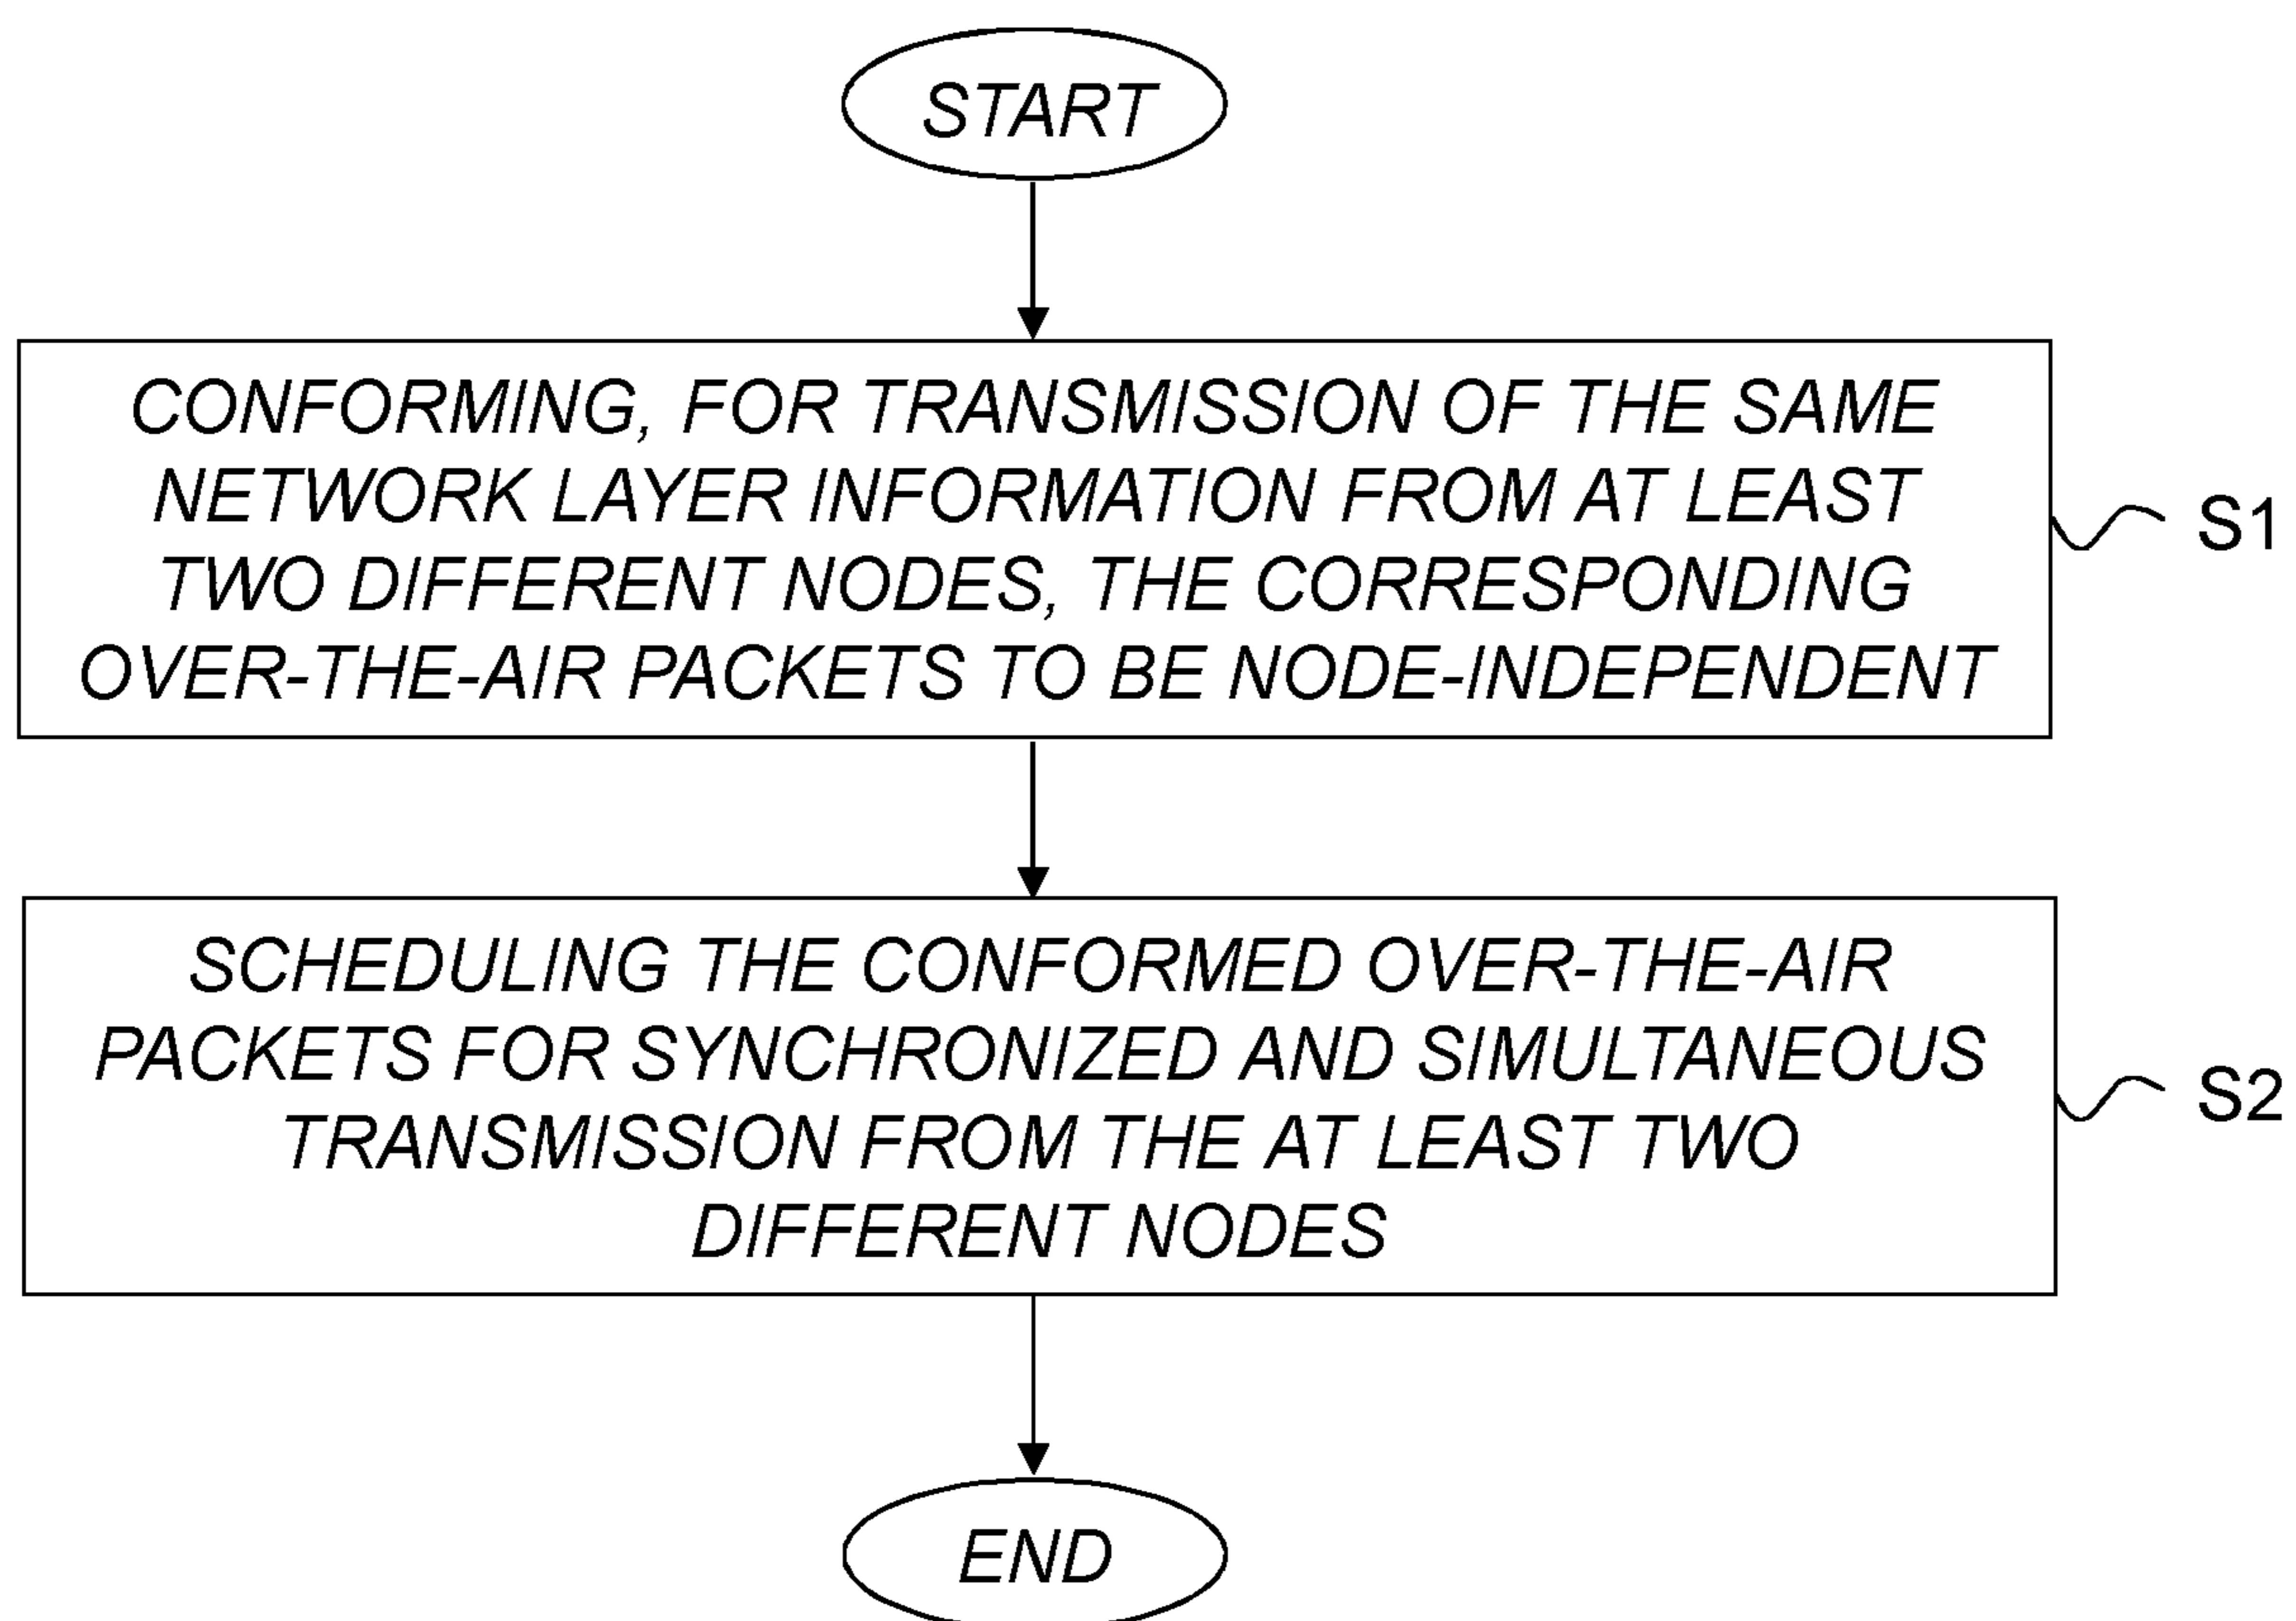 START
CONFORMING, FOR TRANSMISSION OF THE SAME
NETWORK LAYER INFORMATION FROM AT LEAST
TWO DIFFERENT NODES, THE CORRESPONDING
OVER-THE-AIR PACKETS TO BE NODE-INDEPENDENT
S1
SCHEDULING THE CONFORMED OVER-THE-AIR
PACKETS FOR SYNCHRONIZED AND SIMULTANEOUS
TRANSMISSION FROM THE AT LEAST TWO
DIFFERENT NODES
S2
END